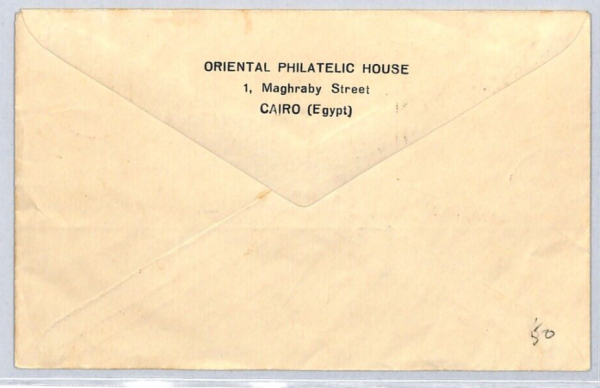 ORIENTAL PHILATELIC HOUSE
1, Maghraby Street
CAIRO (Egypt)
'50